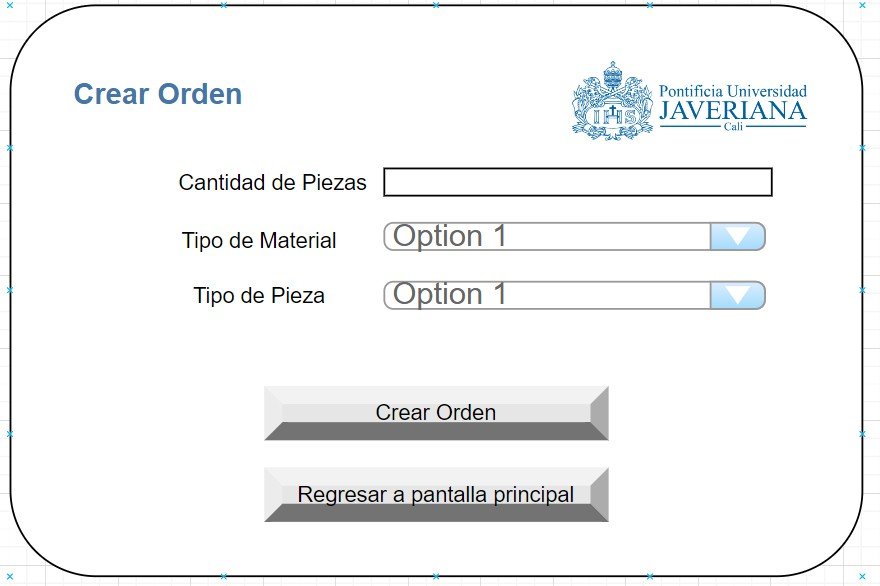 Crear Orden
Pontificia Universidad
JAVERIANA
Cali
IHS
Cantidad de Piezas
Tipo de Material
Option 1
Tipo de Pieza
Option 1
Crear Orden
Regresar a pantalla principal